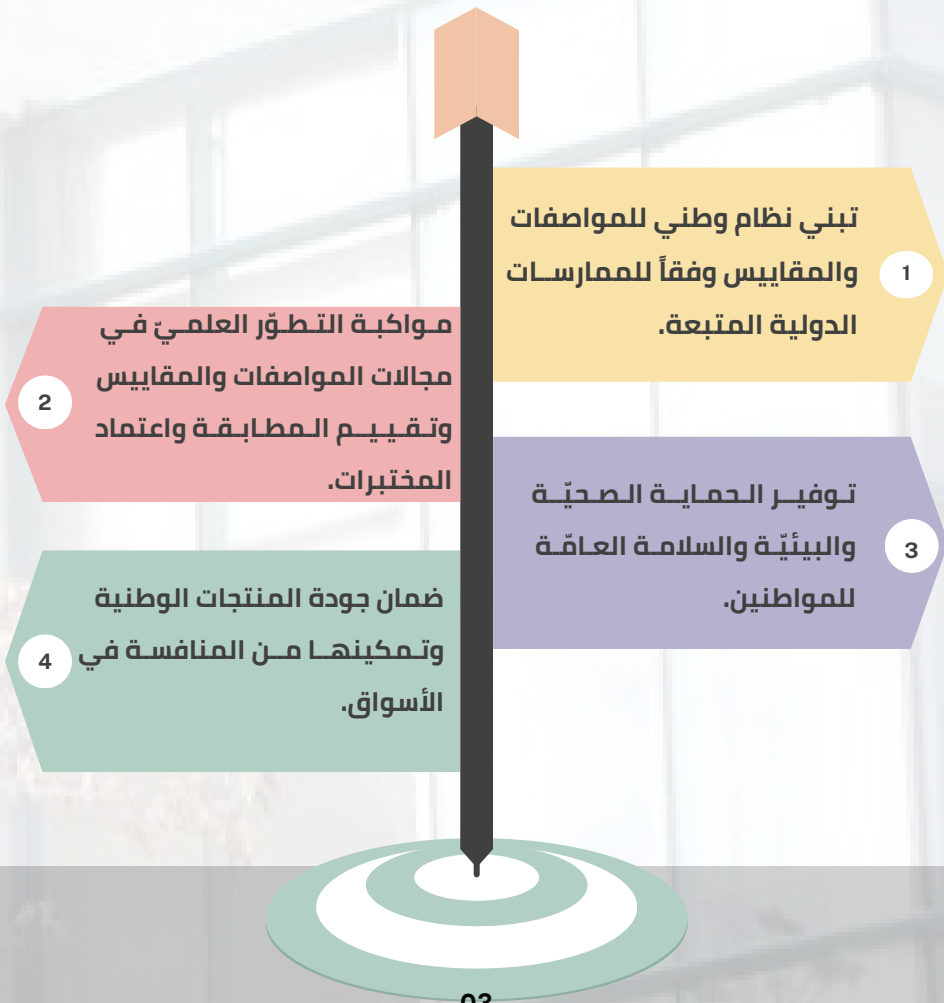 1
تبني نظام وطني للمواصفات
والمقاييس وفقاً للممارسات
الدولية المتبعة.
2
مواكبة التطوّر العلميّ في
مجالات المواصفات والمقاييس
وتقييم المطابقة واعتماد
المختبرات.
3
توفير الحماية الصحيّة
والبيئيّة والسلامة العامّة
للمواطنين.
4
ضمان جودة المنتجات الوطنية
وتمكينها من المنافسة في
الأسواق.
03